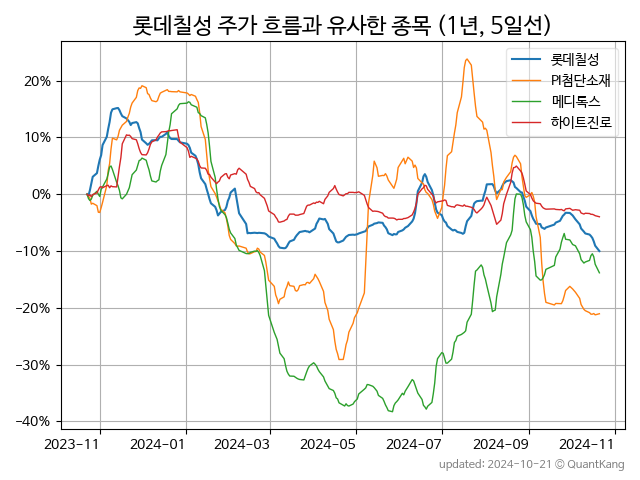 롯데칠성 주가 흐름과 유사한 종목 (1년, 5일선)
롯데칠성
PI첨단소재
메디톡스
하이트진로
20%
10%
0%
−10%
−20%
−30%
−40%
2023-11
2024-01
2024-03
2024-05
2024-07
2024-09
2024-11
updated: 2024-10-21 © QuantKang